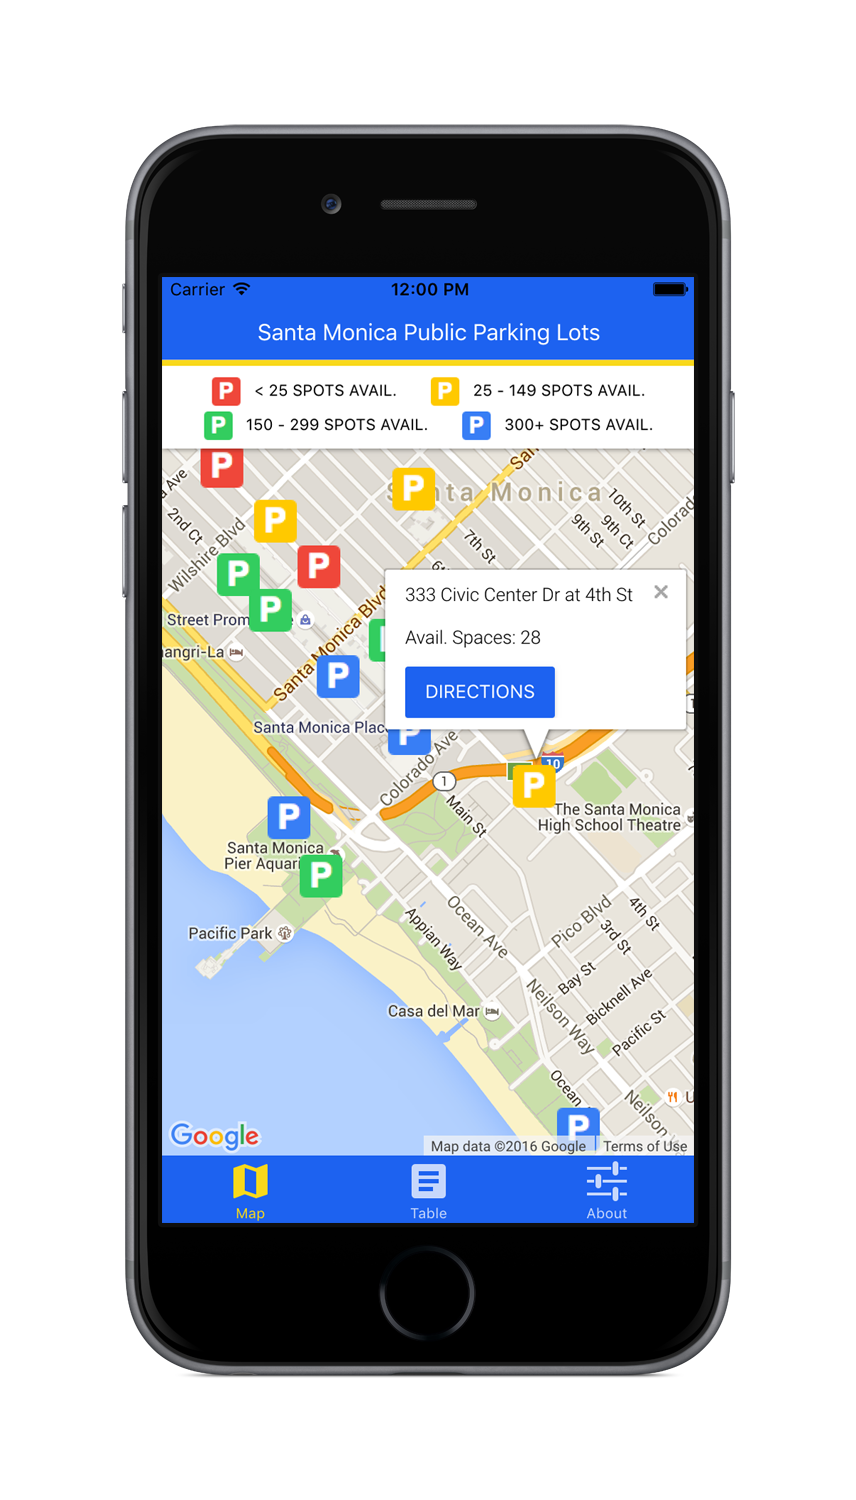 Carrier 12:00 PM
Santa Monica Public Parking Lots
P < 25 SPOTS AVAIL. P 25 - 149 SPOTS AVAIL.
P 150 - 299 SPOTS AVAIL. P 300+ SPOTS AVAIL.
P
Ave
P
Santa Monica
10th St
9th Ct
9th St
Colorado
2nd Ct
Wilshire Blvd
P
7th St
P
P
P
333 Civic Center Dr at 4th St
Avail. Spaces: 28
DIRECTIONS
Street Prom
Santa Monica Blvd
angri-La
P
Santa Monica Plac
P
Colorado Ave
1
10
P
Main St
The Santa Monica
High School Theatre
P
Santa Monica
Pier Aquari
P
Ocean Ave
Pico Blvd
4th St
3rd St
Appian Way
Pacific Park
Bay St
Bicknell Ave
Neilson Way
Casa del Mar
Pacific St
Ocean
Neilson
U
P
Google
Map data ©2016 Google Terms of Use
Map Table About